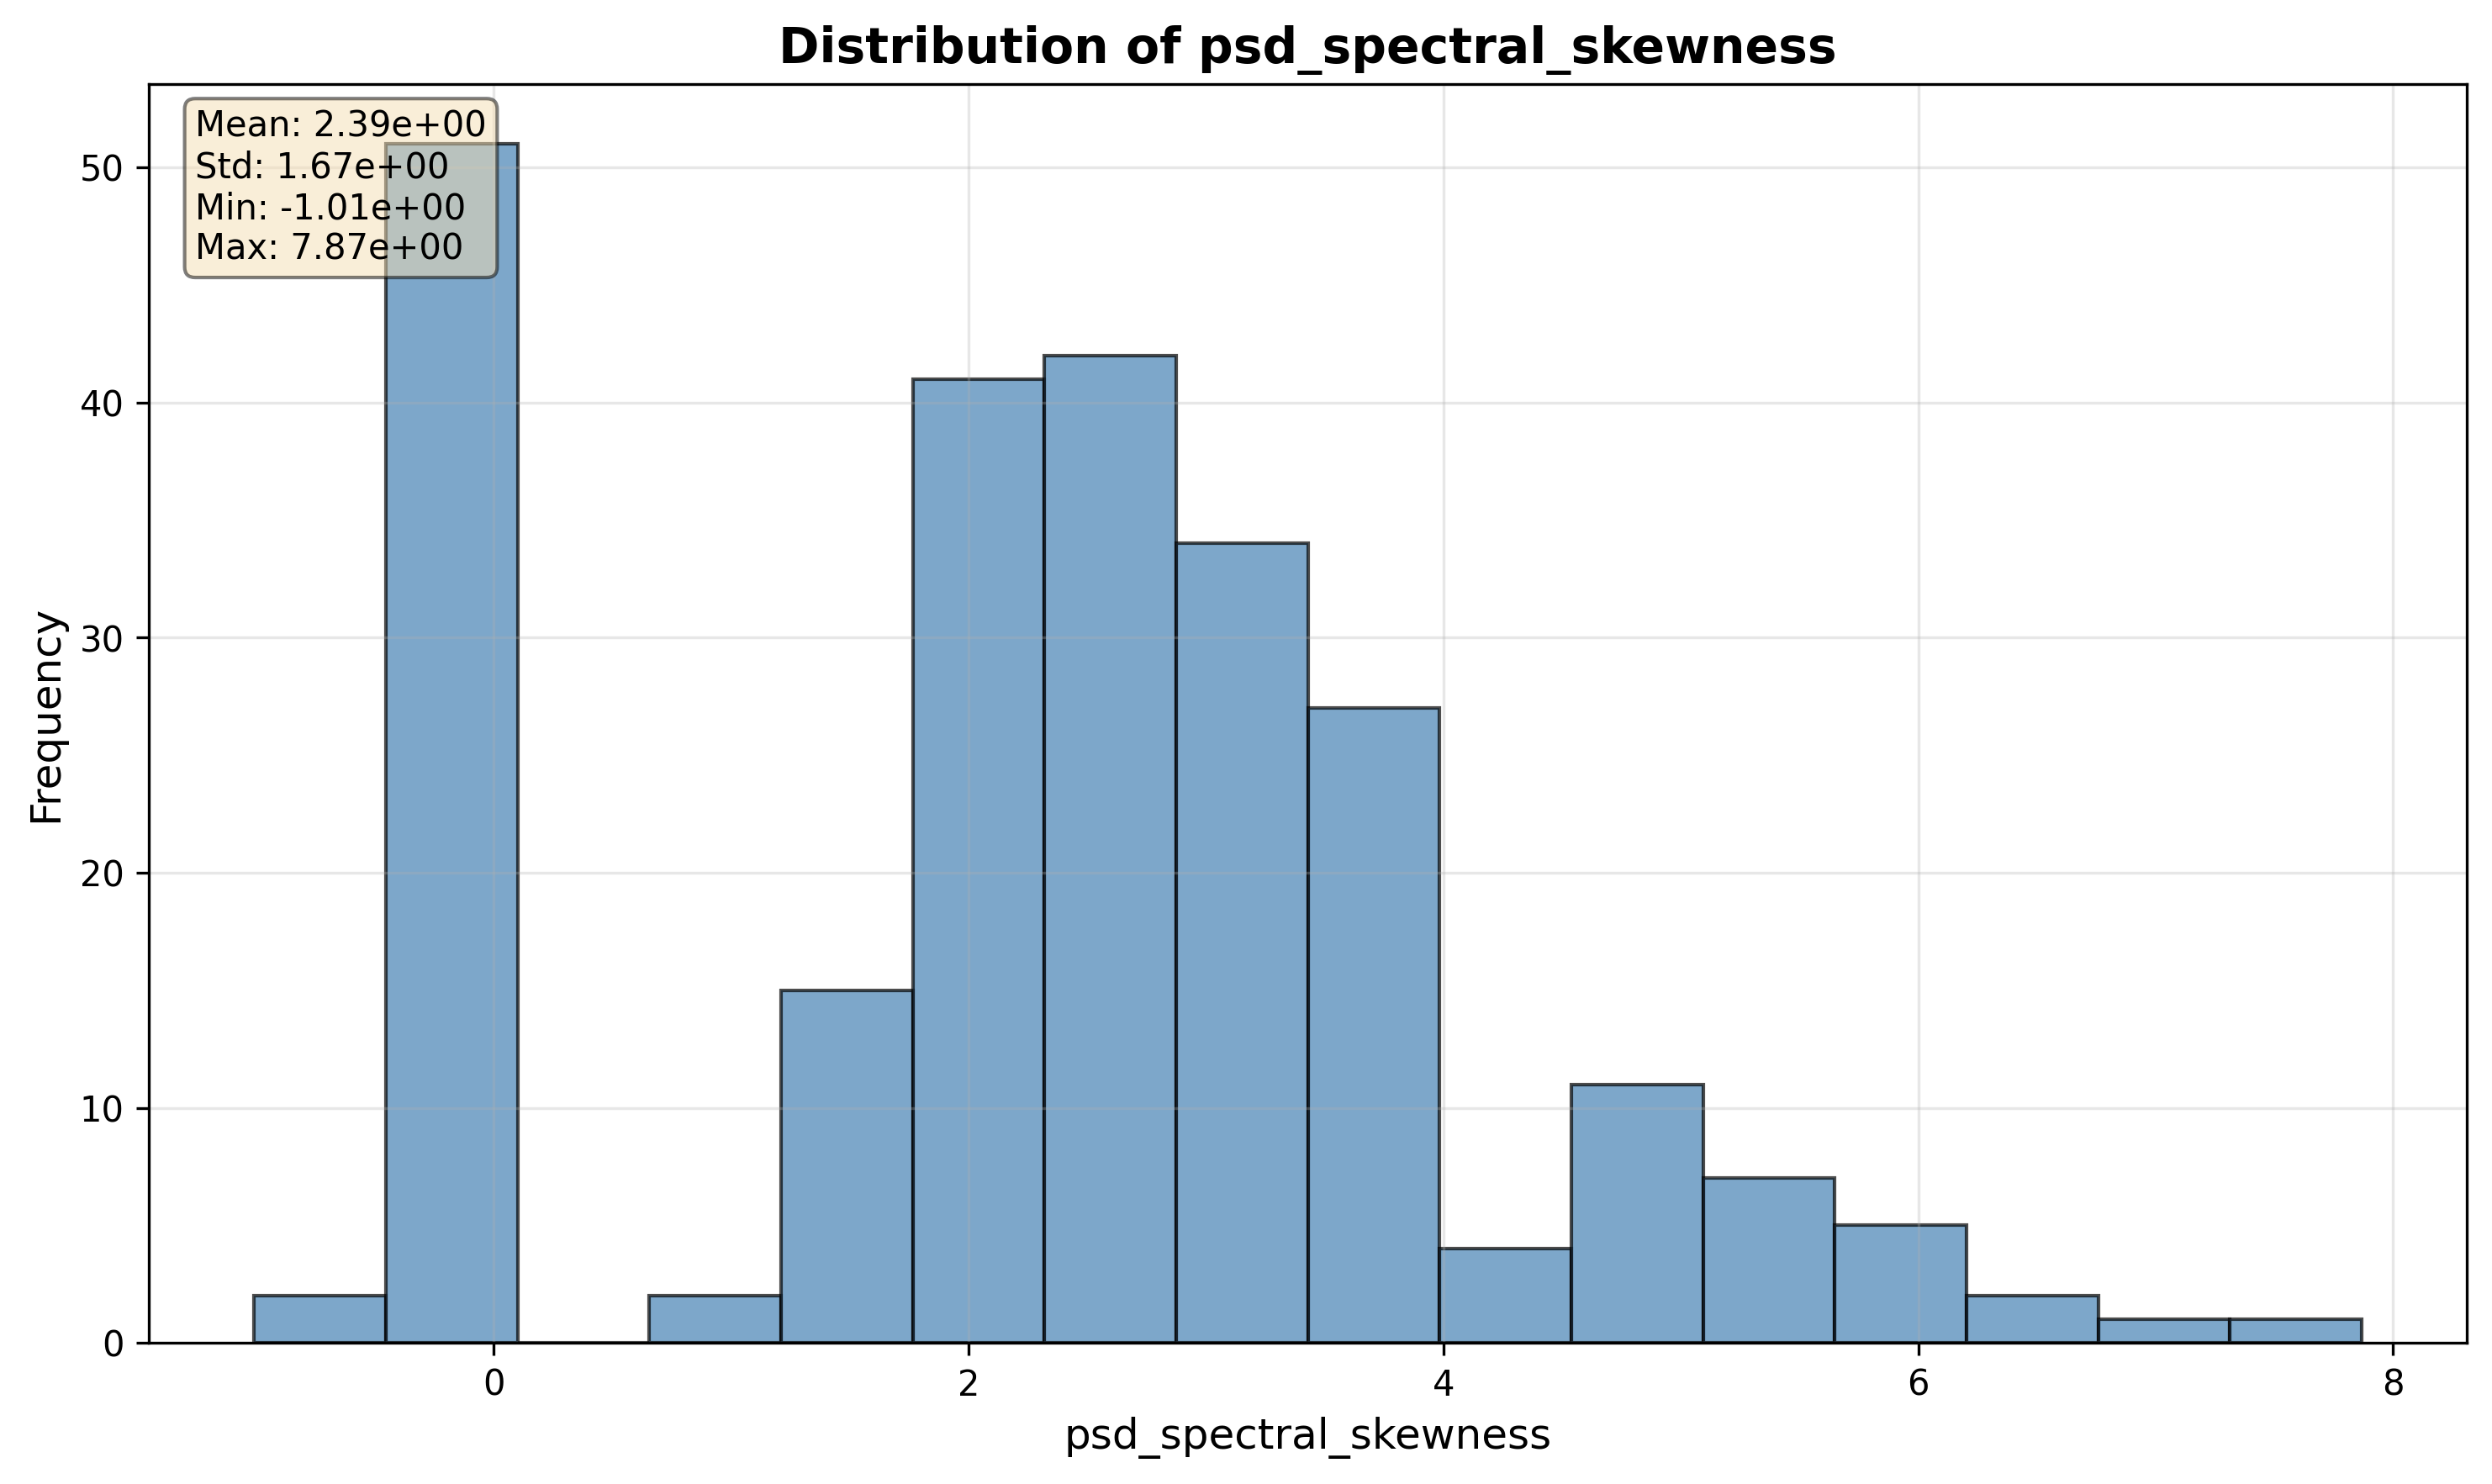 Distribution of psd_spectral_skewness
Mean: 2.39e+00
Std: 1.67e+00
Min: -1.01e+00
Max: 7.87e+00
50
40
30
20
10
0
Frequency
0 2 4 6 8
psd_spectral_skewness